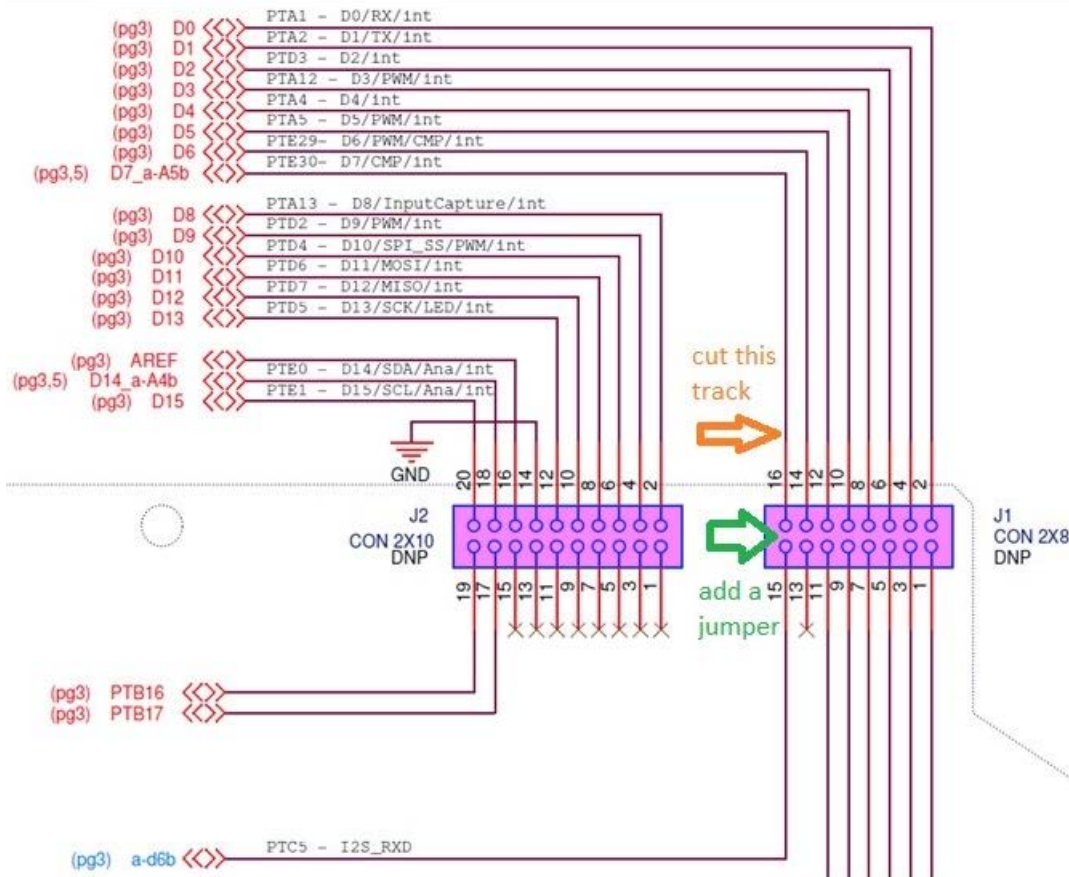 PTA1 - D0/RX/int
(pg3) D0
PTA2 - D1/TX/int
(pg3) D1
PTD3 - D2/int
(pg3) D2
PTA12 - D3/PWM/int
(pg3) D3
PTA4 - D4/int
(pg3) D4
PTA5 - D5/PWM/int
(pg3) D5
PTE29- D6/PWM/CMP/int
(pg3) D6
PTE30- D7/CMP/int
(pg3,5) D7_a-A5b
PTA13 - D8/InputCapture/int
(pg3) D8
PTD2 - D9/PWM/int
(pg3) D9
PTD4 - D10/SPI_SS/PWM/int
(pg3) D10
PTD6 - D11/MOSI/int
(pg3) D11
PTD7 - D12/MISO/int
(pg3) D12
PTD5 - D13/SCK/LED/int
(pg3) D13
(pg3) AREF
PTE0 - D14/SDA/Ana/int
(pg3,5) D14_a-A4b
PTE1 - D15/SCL/Ana/int
(pg3) D15
cut this
track
GND
20 18 16 14 12 10 8 6 4 2
16 14 12 10 8 6 4 2
J2
CON 2X10
DNP
J1
CON 2X8
DNP
19 17 15 13 11 9 7 5 3 1
add a
jumper
15 13 11 9 7 5 3 1
(pg3) PTB16
(pg3) PTB17
PTC5 - I2S_RXD
(pg3) a-d6b